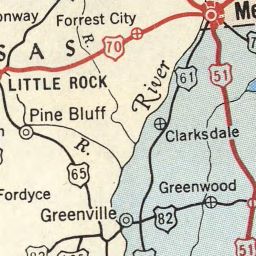 onway
Forrest City
Me
S A S
R.
70
61
51
LITTLE ROCK
River
Pine Bluff
Clarksdale
R.
65
Fordyce
Greenwood
Greenville
82
82
51